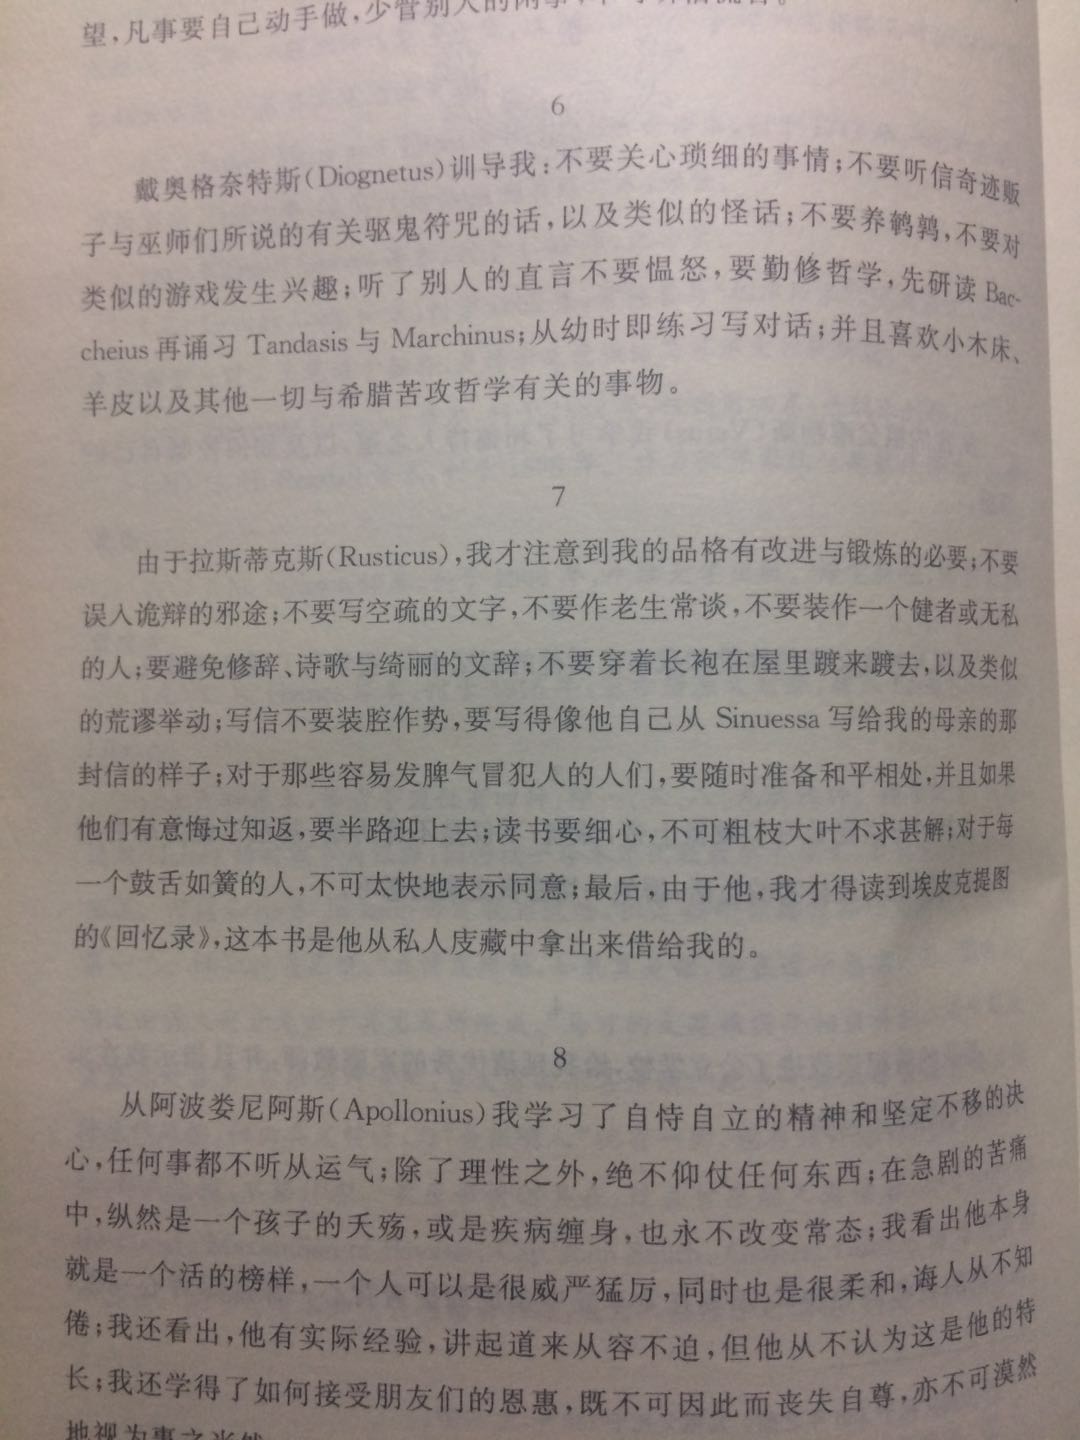 望,凡事要自己动手做,少管别人的闲事,
6
戴奥格奈特斯(Diognetus)训导我:不要关心琐细的事情;不要听信奇迹贩
子与巫师们所说的有关驱鬼符咒的话,以及类似的怪话;不要养鹌鹑,不要对
类似的游戏发生兴趣;听了别人的直言不要愠怒,要勤修哲学,先研读 Bac-
cheius 再诵习 Tandasis 与 Marchinus;从幼时即练习写对话;并且喜欢小木床、
羊皮以及其他一切与希腊苦攻哲学有关的事物。
7
由于拉斯蒂克斯(Rusticus),我才注意到我的品格有改进与锻炼的必要;不要
误入诡辩的邪途;不要写空疏的文字,不要作老生常谈,不要装作一个健者或无私
的人;要避免修辞、诗歌与绮丽的文辞;不要穿着长袍在屋里踱来踱去,以及类似
的荒谬举动;写信不要装腔作势,要写得像他自己从 Sinuessa 写给我的母亲的那
封信的样子;对于那些容易发脾气冒犯人的人们,要随时准备和平相处,并且如果
他们有意悔过知返,要半路迎上去;读书要细心,不可粗枝大叶不求甚解;对于每
一个鼓舌如簧的人,不可太快地表示同意;最后,由于他,我才得读到埃皮克提图
的《回忆录》,这本书是他从私人庋藏中拿出来借给我的。
8
从阿波娄尼阿斯(Apollonius)我学习了自恃自立的精神和坚定不移的决
心,任何事都不听从运气;除了理性之外,绝不仰仗任何东西;在急剧的苦痛
中,纵然是一个孩子的夭殇,或是疾病缠身,也永不改变常态;我看出他本身
就是一个活的榜样,一个人可以是很威严猛厉,同时也是很柔和,诲人从不知
倦;我还看出,他有实际经验,讲起道来从容不迫,但他从不认为这是他的特
长;我还学得了如何接受朋友们的恩惠,既不可因此而丧失自尊,亦不可漠然
地视为事之当然